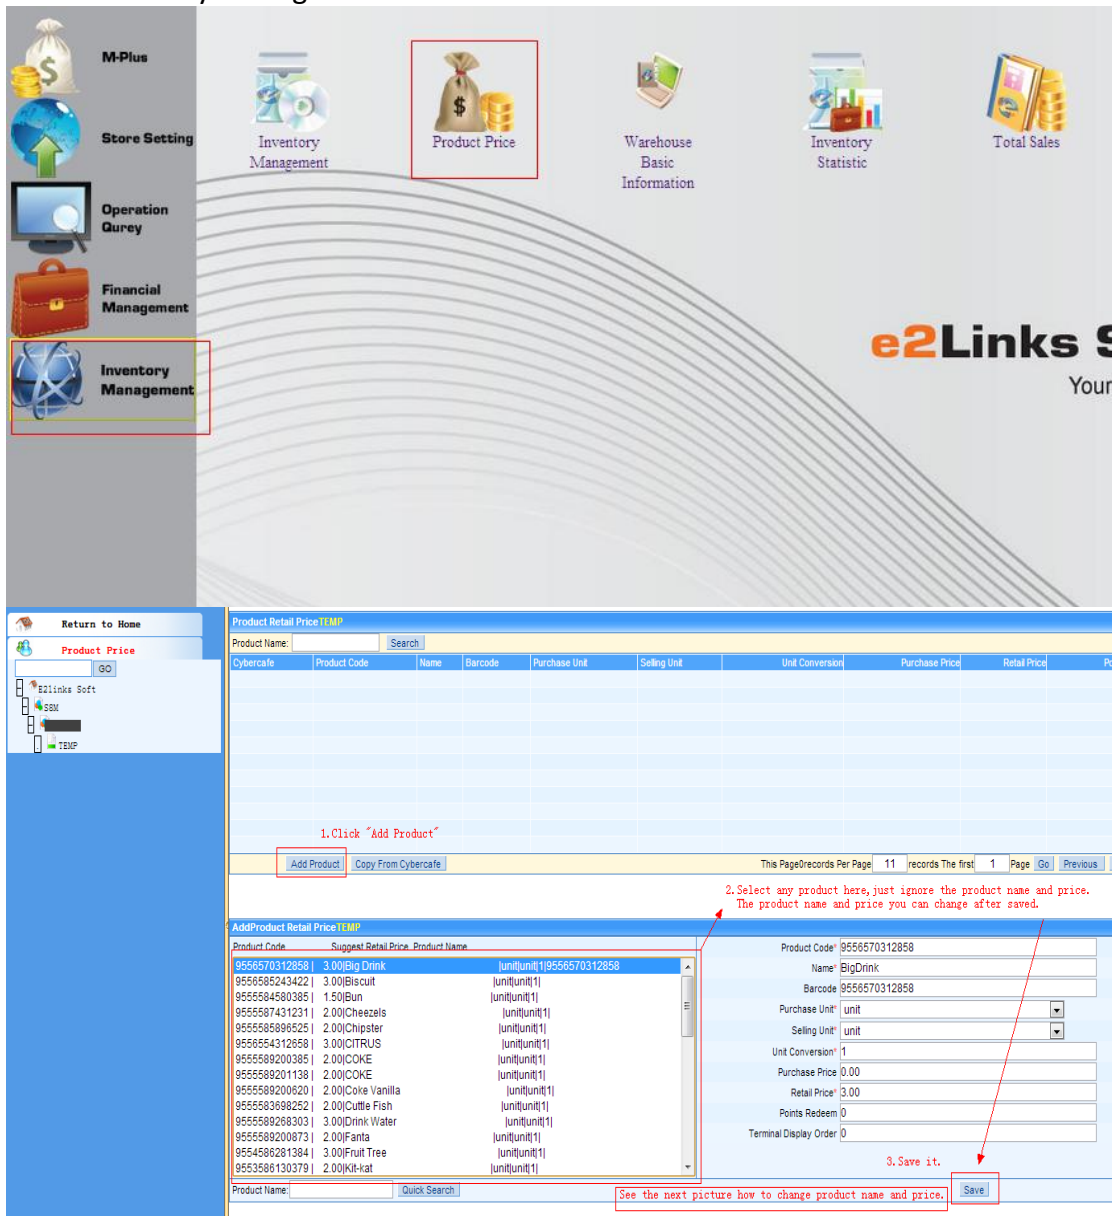 M-Plus
Store Setting
Operation
Qurey
Financial
Management
Inventory
Management
Inventory
Management
Product Price
Warehouse
Basic
Information
Inventory
Statistic
Total Sales
e2Links S
Your
Return to Home
Product Price
GO
E2links Soft
SBM
TEMP
Product Retail PriceTEMP
Product Name: Search
Cybercafe Product Code Name Barcode Purchase Unit Selling Unit Unit Conversion Purchase Price Retail Price Po
1.Click "Add Product"
Add Product Copy From Cybercafe This Page0records Per Page 11 records The first 1 Page Go Previous
2.Select any product here,just ignore the product name and price.
The product name and price you can change after saved.
AddProduct Retail PriceTEMP
Product Code Suggest Retail Price Product Name
9556570312858| 3.00|Big Drink |unit|unit|1|9556570312858
9556585243422| 3.00|Biscuit |unit|unit|1|
9555584580385| 1.50|Bun |unit|unit|1|
9555587431231| 2.00|Cheezels |unit|unit|1|
9555585896525| 2.00|Chipster |unit|unit|1|
9556554312658| 3.00|CITRUS |unit|unit|1|
9555589200385| 2.00|COKE |unit|unit|1|
9555589201138| 2.00|COKE |unit|unit|1|
9555589200620| 2.00|Coke Vanilla |unit|unit|1|
9555583698252| 2.00|Cuttle Fish |unit|unit|1|
9555589268303| 3.00|Drink Water |unit|unit|1|
9555589200873| 2.00|Fanta |unit|unit|1|
9554586281384| 3.00|Fruit Tree |unit|unit|1|
9553586130379| 2.00|Kit-kat |unit|unit|1|
Product Name: Quick Search
Product Code* 9556570312858
Name* BigDrink
Barcode 9556570312858
Purchase Unit* unit
Selling Unit* unit
Unit Conversion* 1
Purchase Price 0.00
Retail Price* 3.00
Points Redeem 0
Terminal Display Order 0
3.Save it.
See the next picture how to change product name and price.
Save